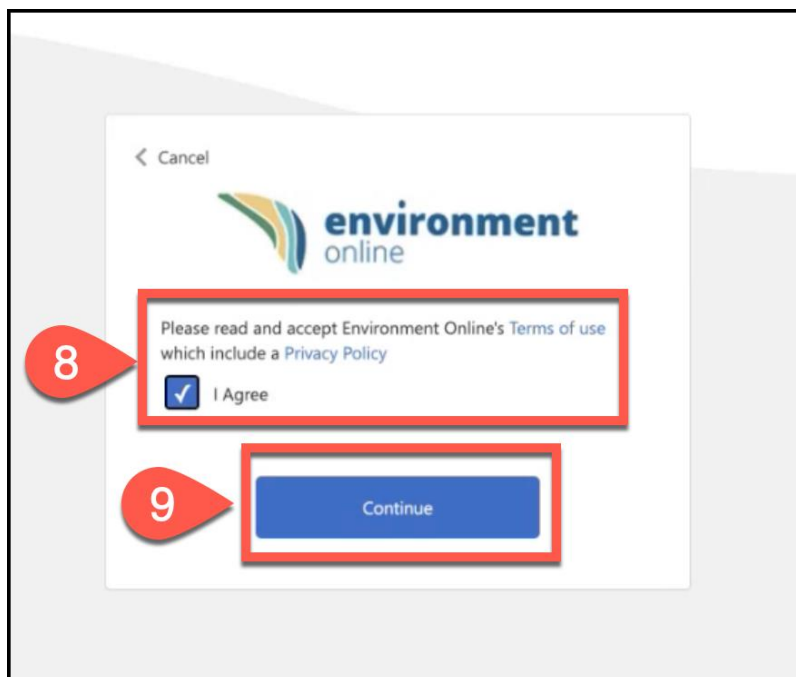 Cancel
environment
online
Please read and accept Environment Online's Terms of use
which include a Privacy Policy
8
I Agree
9
Continue